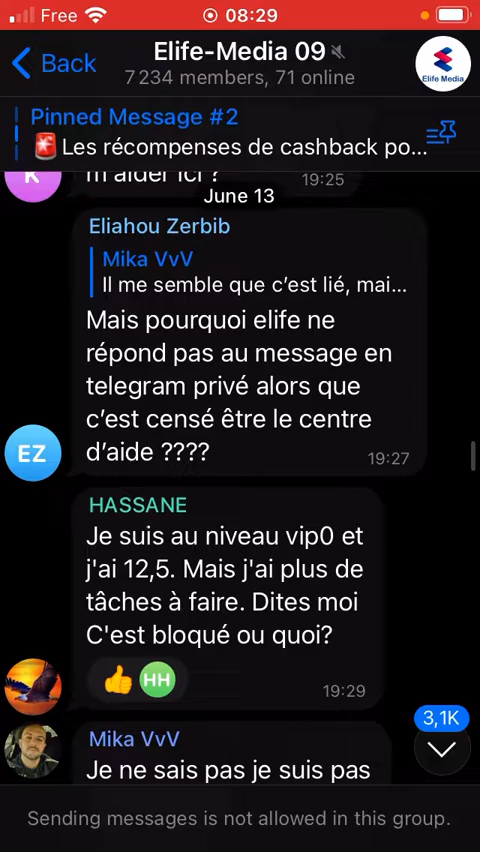 Free 08:29
Back
Elife-Media 09
7 234 members, 71 online
Elife Media
Pinned Message #2
Les récompenses de cashback po...
K
m'aider ici ?
19:25
June 13
Eliahou Zerbib
Mika VvV
Il me semble que c'est lié, mai...
Mais pourquoi elife ne
répond pas au message en
telegram privé alors que
c'est censé être le centre
d'aide ????
19:27
EZ
HASSANE
Je suis au niveau vip0 et
j'ai 12,5. Mais j'ai plus de
tâches à faire. Dites moi
C'est bloqué ou quoi?
HH
19:29
3,1K
Mika VvV
Je ne sais pas je suis pas
Sending messages is not allowed in this group.